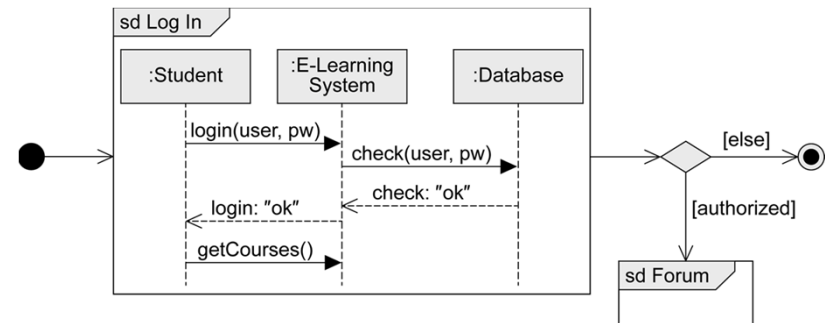 sd Log In
:Student
:E-Learning
System
:Database
login(user, pw)
check(user, pw)
check: "ok"
login: "ok"
getCourses()
[else]
[authorized]
sd Forum